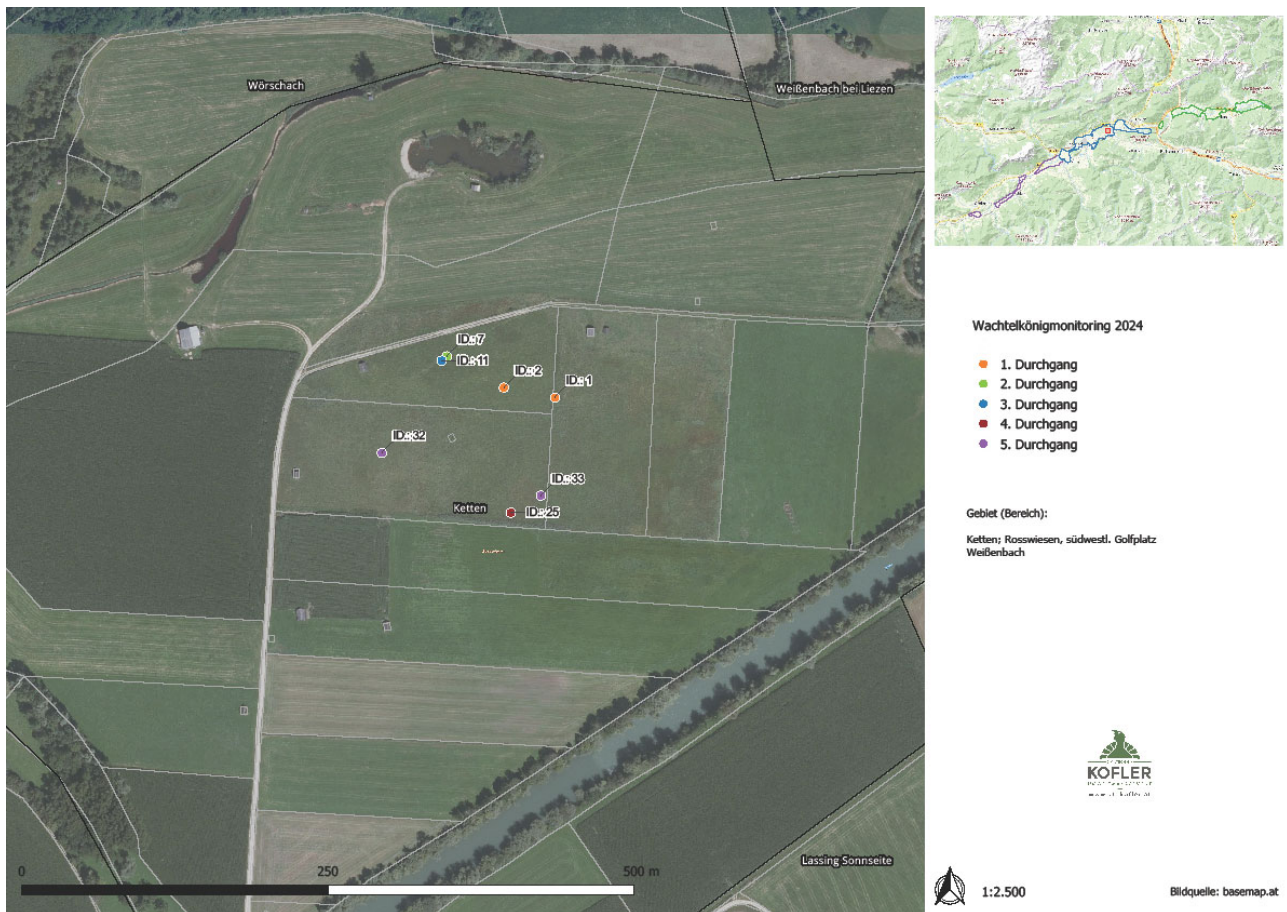 Wörschach
Weißenbach bei Liezen
ID.: 7
ID.: 11
ID.: 2
ID.: 1
ID.: 32
ID.: 33
Ketten
ID.: 25
Lassing Sonnseite
0 250 500 m
Wachtelkönigmonitoring 2024
1. Durchgang
2. Durchgang
3. Durchgang
4. Durchgang
5. Durchgang
Gebiet (Bereich):
Ketten; Rosswiesen, südwestl. Golfplatz
Weißenbach
KOFLER
1:2.500
Bildquelle: basemap.at